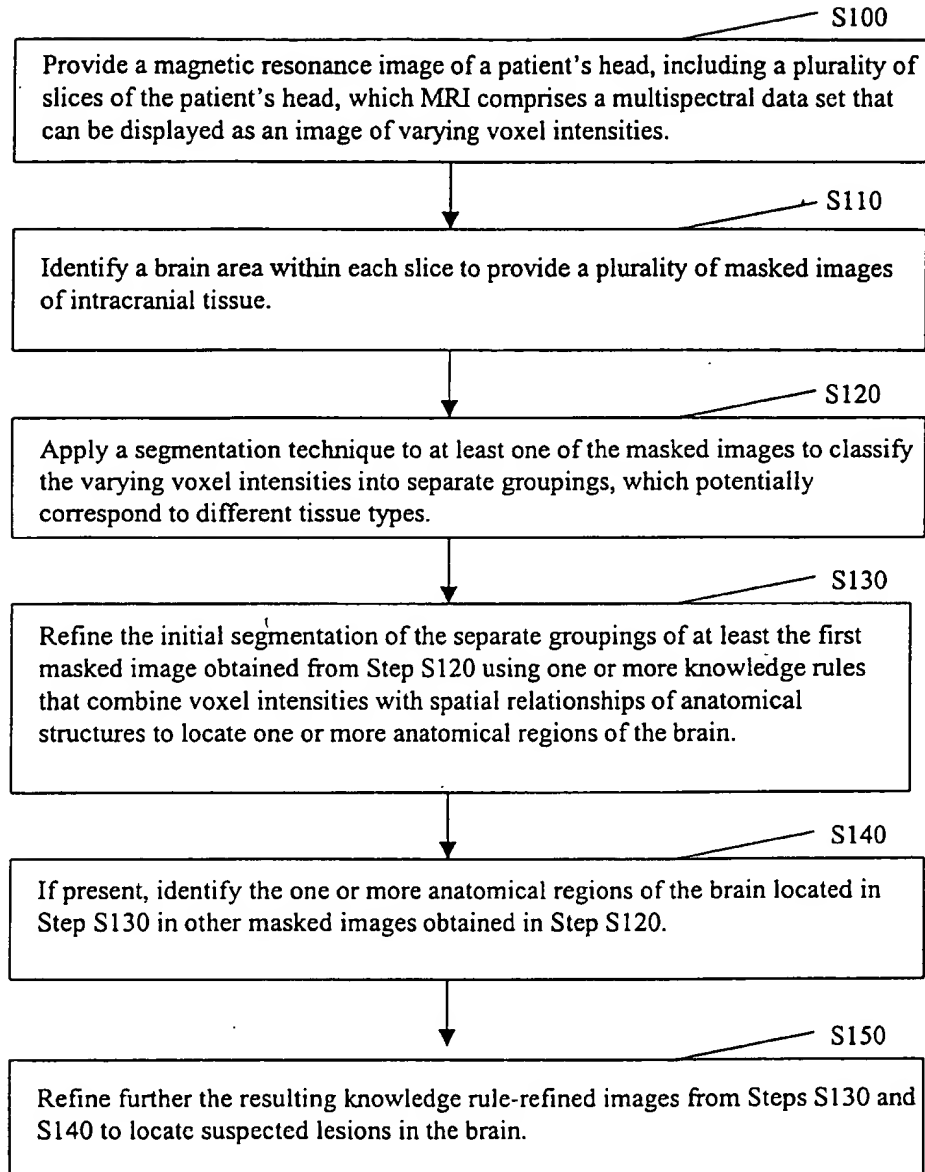 S100
Provide a magnetic resonance image of a patient's head, including a plurality of
slices of the patient's head, which MRI comprises a multispectral data set that
can be displayed as an image of varying voxel intensities.
S110
Identify a brain area within each slice to provide a plurality of masked images
of intracranial tissue.
S120
Apply a segmentation technique to at least one of the masked images to classify
the varying voxel intensities into separate groupings, which potentially
correspond to different tissue types.
S130
Refine the initial segmentation of the separate groupings of at least the first
masked image obtained from Step S120 using one or more knowledge rules
that combine voxel intensities with spatial relationships of anatomical
structures to locate one or more anatomical regions of the brain.
S140
If present, identify the one or more anatomical regions of the brain located in
Step S130 in other masked images obtained in Step S120.
S150
Refine further the resulting knowledge rule-refined images from Steps S130 and
S140 to locate suspected lesions in the brain.